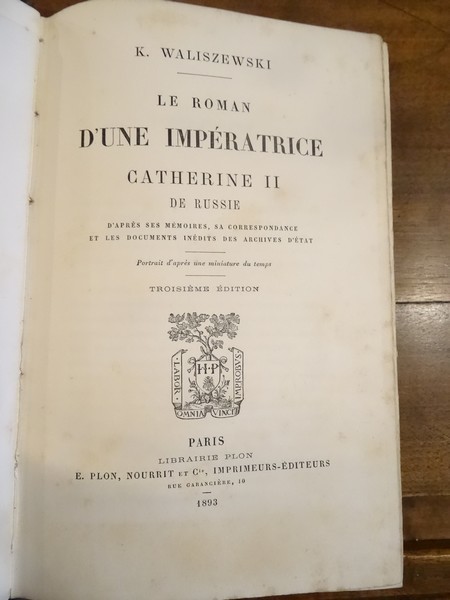 K. WALISZEWSKI
LE ROMAN
D'UNE IMPÉRATRICE
CATHERINE II
DE RUSSIE
D'APRÈS SES MÉMOIRES, SA CORRESPONDANCE
ET LES DOCUMENTS INÉDITS DES ARCHIVES D'ÉTAT
Portrait d'après une miniature du temps
TROISIÈME ÉDITION
LABOR
H·P
IMPROBUS
OMNIA VINCIT
PARIS
LIBRAIRIE PLON
E. PLON, NOURRIT ET Cie, IMPRIMEURS-ÉDITEURS
RUE GARANCIÈRE, 10
1893